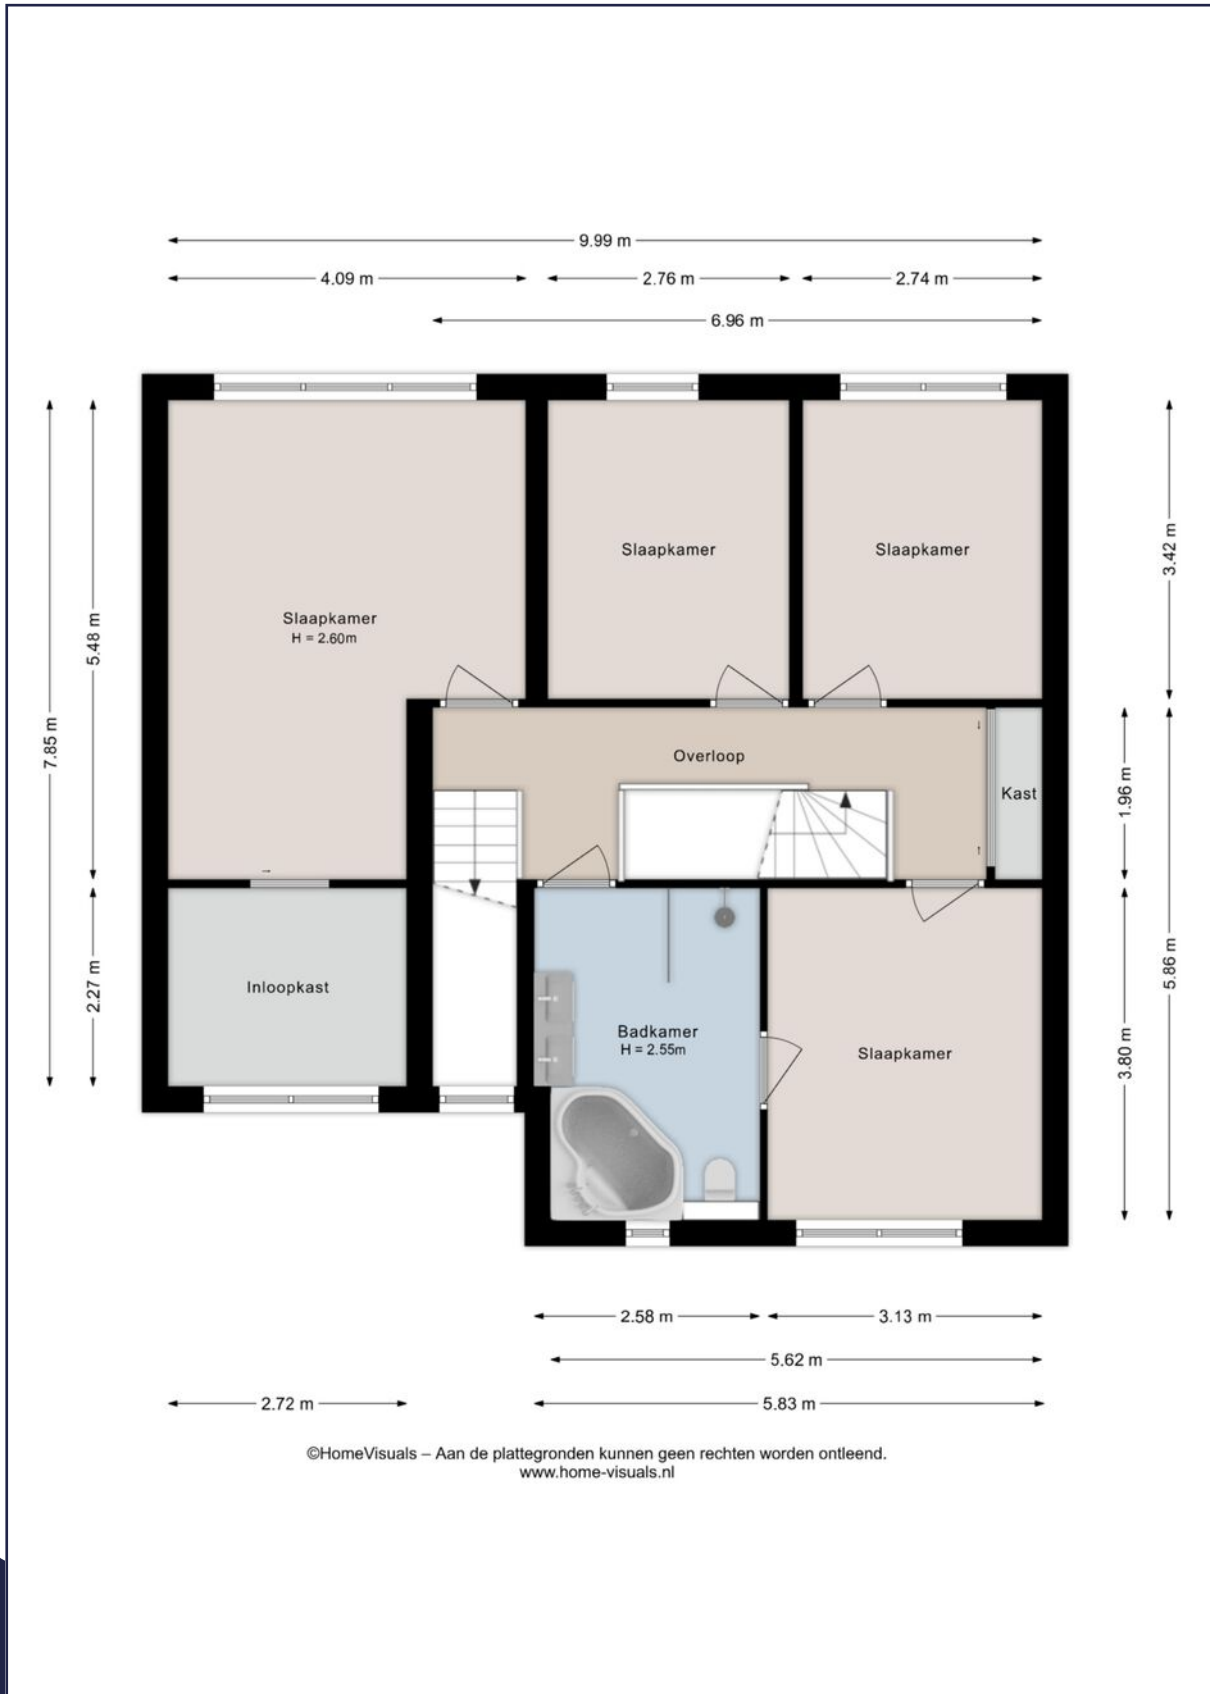 9.99 m
4.09 m
2.76 m
2.74 m
6.96 m
7.85 m
5.48 m
2.27 m
3.42 m
1.96 m
5.86 m
3.80 m
Slaapkamer
Slaapkamer
Slaapkamer
H = 2.60m
Overloop
Kast
Inloopkast
Badkamer
H = 2.55m
Slaapkamer
2.58 m
3.13 m
5.62 m
2.72 m
5.83 m
©HomeVisuals – Aan de plattegronden kunnen geen rechten worden ontleend.
www.home-visuals.nl